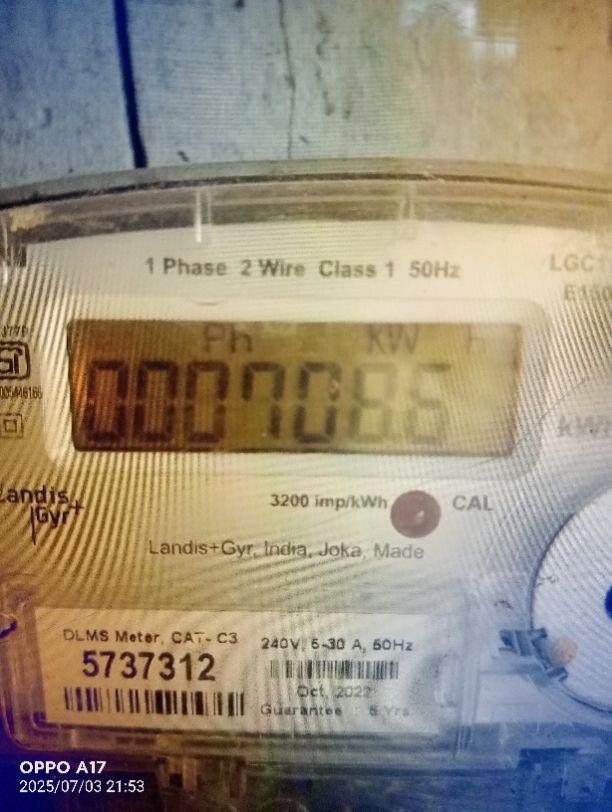 1 Phase 2 Wire Class 1 50Hz
Ph kW h
kWh
Landis+
Gyr
3200 imp/kWh CAL
Landis+Gyr, India, Joka, Made
DLMS Meter, CAT- C3
5737312
240V, 5-30 A, 50Hz
Oct, 2022
Guarantee : 5 Yrs
OPPO A17
2025/07/03 21:53